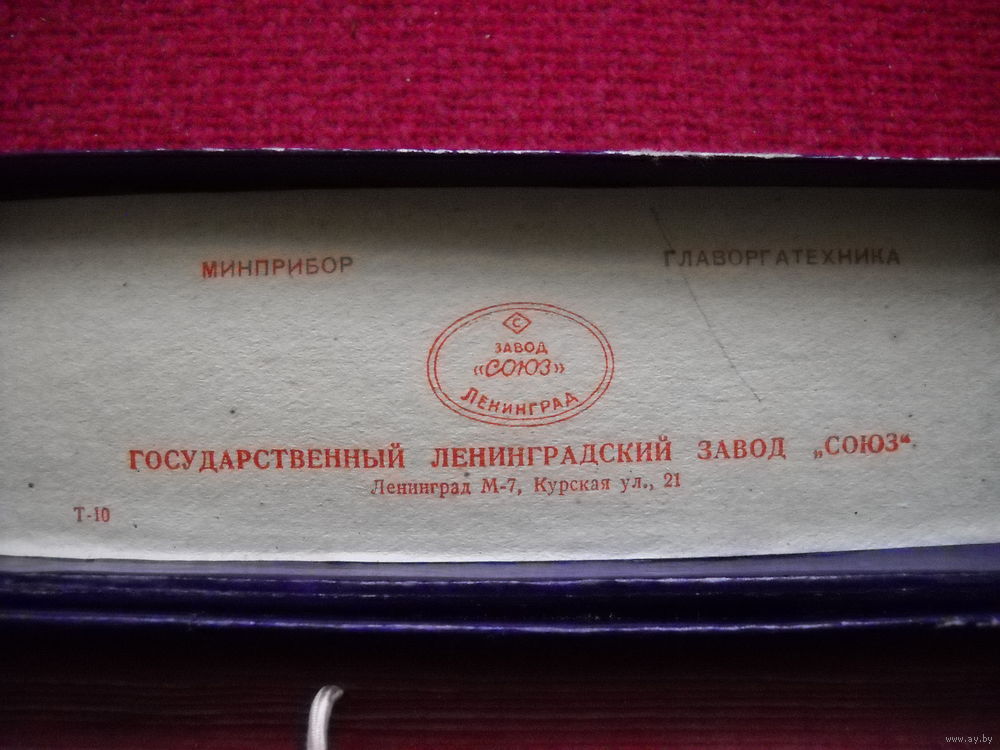 МИНПРИБОР ГЛАВОРГАТЕХНИКА
С
ЗАВОД
«СОЮЗ»
ЛЕНИНГРАД
ГОСУДАРСТВЕННЫЙ ЛЕНИНГРАДСКИЙ ЗАВОД „СОЮЗ“
Ленинград М-7, Курская ул., 21
Т-10
www.ay.by